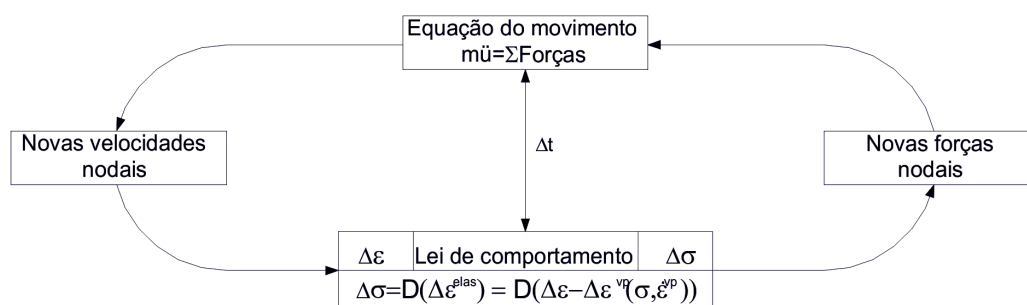 Equação do movimento
mü=ΣForças
Novas velocidades
nodais
Δt
Novas forças
nodais
Δε
Lei de comportamento
Δσ
Δσ=D(Δε^elas) = D(Δε−Δε^vp(σ,ε̇^vp))